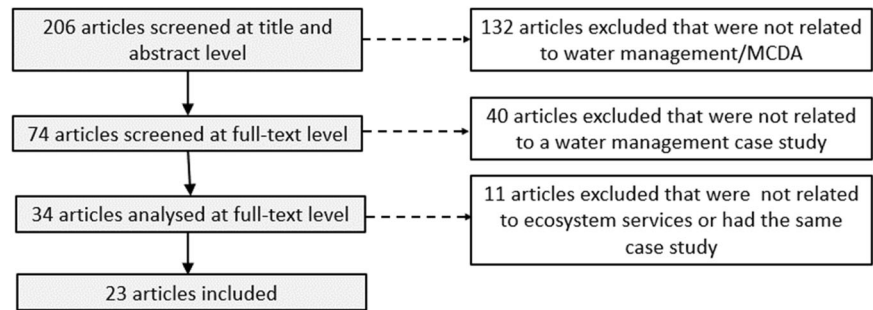 206 articles screened at title and
abstract level
132 articles excluded that were not related
to water management/MCDA
74 articles screened at full-text level
40 articles excluded that were not related
to a water management case study
34 articles analysed at full-text level
11 articles excluded that were  not related
to ecosystem services or had the same
case study
23 articles included